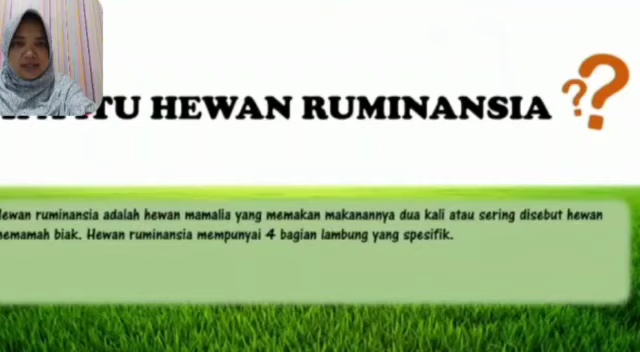 TU HEWAN RUMINANSIA ?
?
ewan ruminansia adalah hewan mamalia yang memakan makanannya dua kali atau sering disebut hewan
emamah biak. Hewan ruminansia mempunyai 4 bagian lambung yang spesifik.